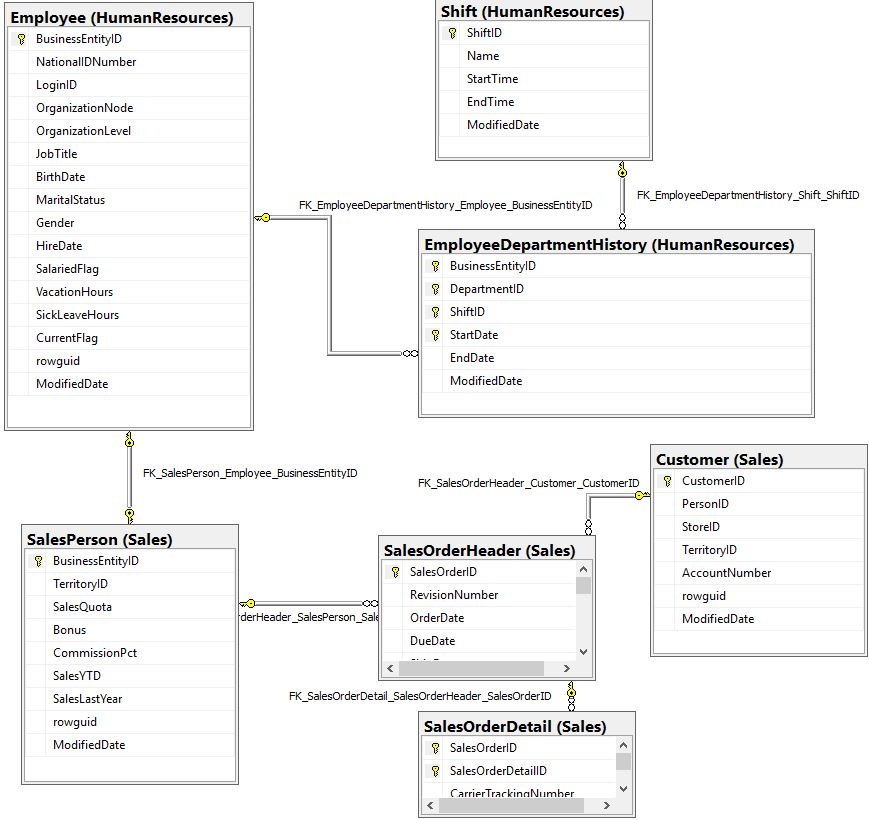 Employee (HumanResources)
BusinessEntityID
NationalIDNumber
LoginID
OrganizationNode
OrganizationLevel
JobTitle
BirthDate
MaritalStatus
Gender
HireDate
SalariedFlag
VacationHours
SickLeaveHours
CurrentFlag
rowguid
ModifiedDate
Shift (HumanResources)
ShiftID
Name
StartTime
EndTime
ModifiedDate
FK_EmployeeDepartmentHistory_Shift_ShiftID
FK_EmployeeDepartmentHistory_Employee_BusinessEntityID
EmployeeDepartmentHistory (HumanResources)
BusinessEntityID
DepartmentID
ShiftID
StartDate
EndDate
ModifiedDate
FK_SalesPerson_Employee_BusinessEntityID
SalesPerson (Sales)
BusinessEntityID
TerritoryID
SalesQuota
Bonus
CommissionPct
SalesYTD
SalesLastYear
rowguid
ModifiedDate
FK_SalesOrderHeader_Customer_CustomerID
Customer (Sales)
CustomerID
PersonID
StoreID
TerritoryID
AccountNumber
rowguid
ModifiedDate
rderHeader_SalesPerson_Sale
SalesOrderHeader (Sales)
SalesOrderID
RevisionNumber
OrderDate
DueDate
FK_SalesOrderDetail_SalesOrderHeader_SalesOrderID
SalesOrderDetail (Sales)
SalesOrderID
SalesOrderDetailID
CarrierTrackingNumber